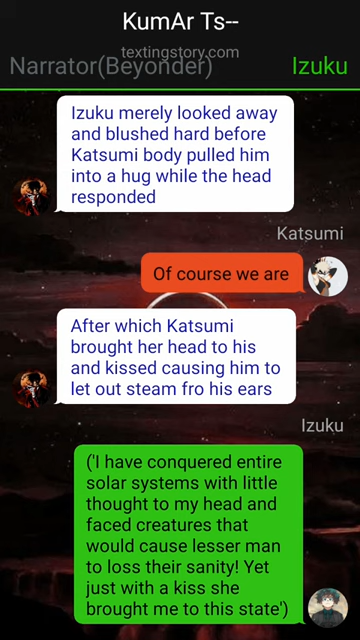 KumAr Ts--
textingstory.com
Narrator(Beyonder)
Izuku
Izuku merely looked away
and blushed hard before
Katsumi body pulled him
into a hug while the head
responded
Katsumi
Of course we are
After which Katsumi
brought her head to his
and kissed causing him to
let out steam fro his ears
Izuku
('I have conquered entire
solar systems with little
thought to my head and
faced creatures that
would cause lesser man
to loss their sanity! Yet
just with a kiss she
brought me to this state')